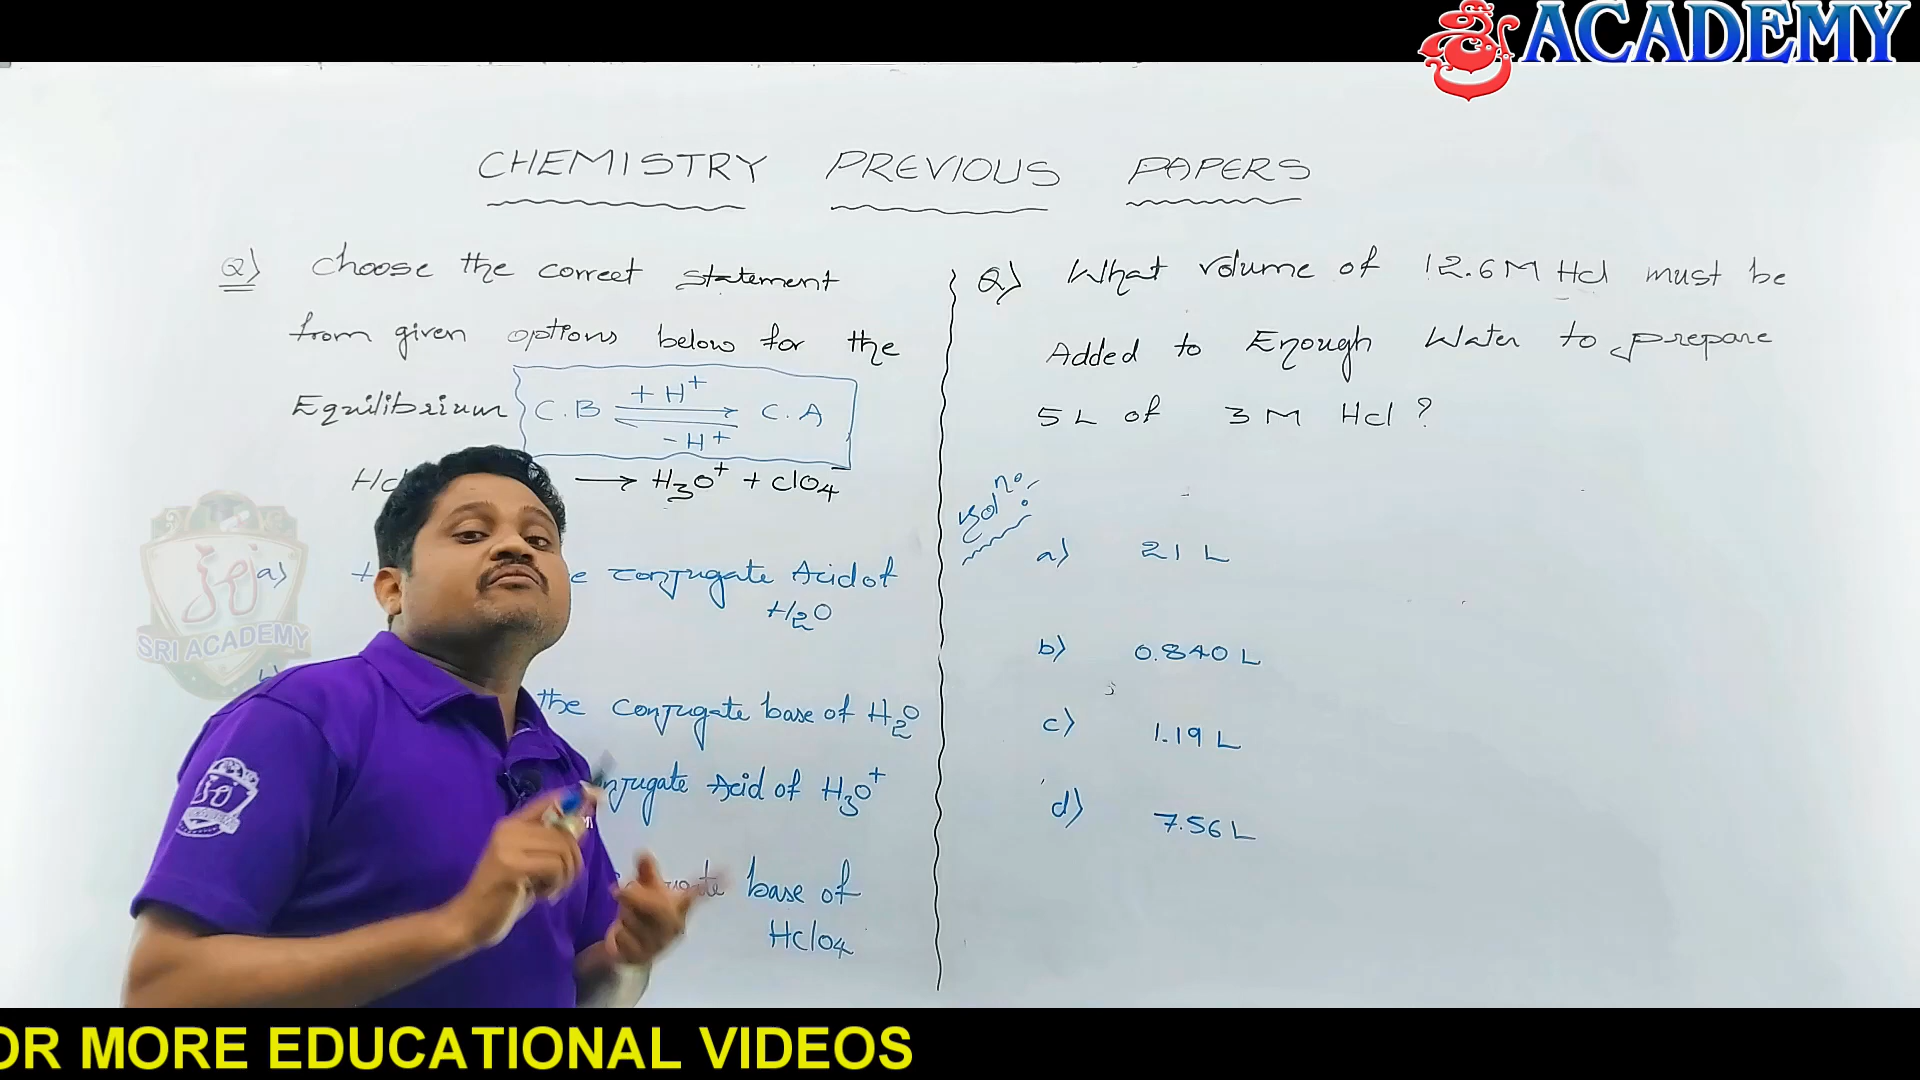 ACADEMY
CHEMISTRY PREVIOUS PAPERS
Q) Choose the correct statement
from given options below for the
Equilibrium C.B +H+ C.A
-H+
→ H3O+ + ClO4-
a) conjugate Acid of
H2O
the conjugate base of H2O
Acid of H3O+
base of
HClO4
Q) What volume of 12.6M Hcl must be
Added to Enough Water to prepare
5L of 3M Hcl ?
a) 21 L
b) 0.840 L
c) 1.19 L
d) 7.56 L
SRI ACADEMY
OR MORE EDUCATIONAL VIDEOS